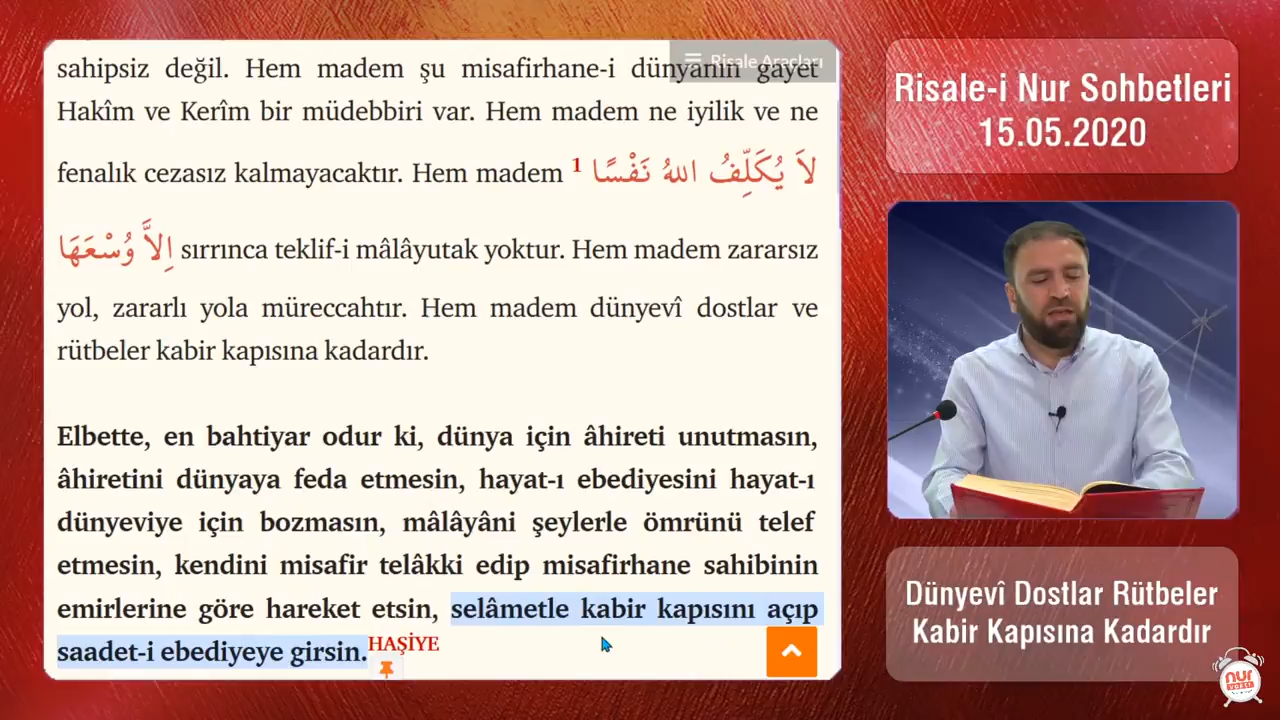 sahipsiz değil. Hem madem şu misafirhane-i dünyanın gayet
Hakîm ve Kerîm bir müdebbiri var. Hem madem ne iyilik ve ne
fenalık cezasız kalmayacaktır. Hem madem ¹ لاَ يُكَلِّفُ اللهُ نَفْسًا
اِلاَّ وُسْعَهَا sırrınca teklif-i mâlâyutak yoktur. Hem madem zararsız
yol, zararlı yola müreccahtır. Hem madem dünyevî dostlar ve
rütbeler kabir kapısına kadardır.
Elbette, en bahtiyar odur ki, dünya için âhireti unutmasın,
âhiretini dünyaya feda etmesin, hayat-ı ebediyesini hayat-ı
dünyeviye için bozmasın, mâlâyâni şeylerle ömrünü telef
etmesin, kendini misafir telâkki edip misafirhane sahibinin
emirlerine göre hareket etsin, selâmetle kabir kapısını açıp
saadet-i ebediyeye girsin. HAŞİYE
Risale Araçları
Risale-i Nur Sohbetleri
15.05.2020
Dünyevî Dostlar Rütbeler
Kabir Kapısına Kadardır
nur